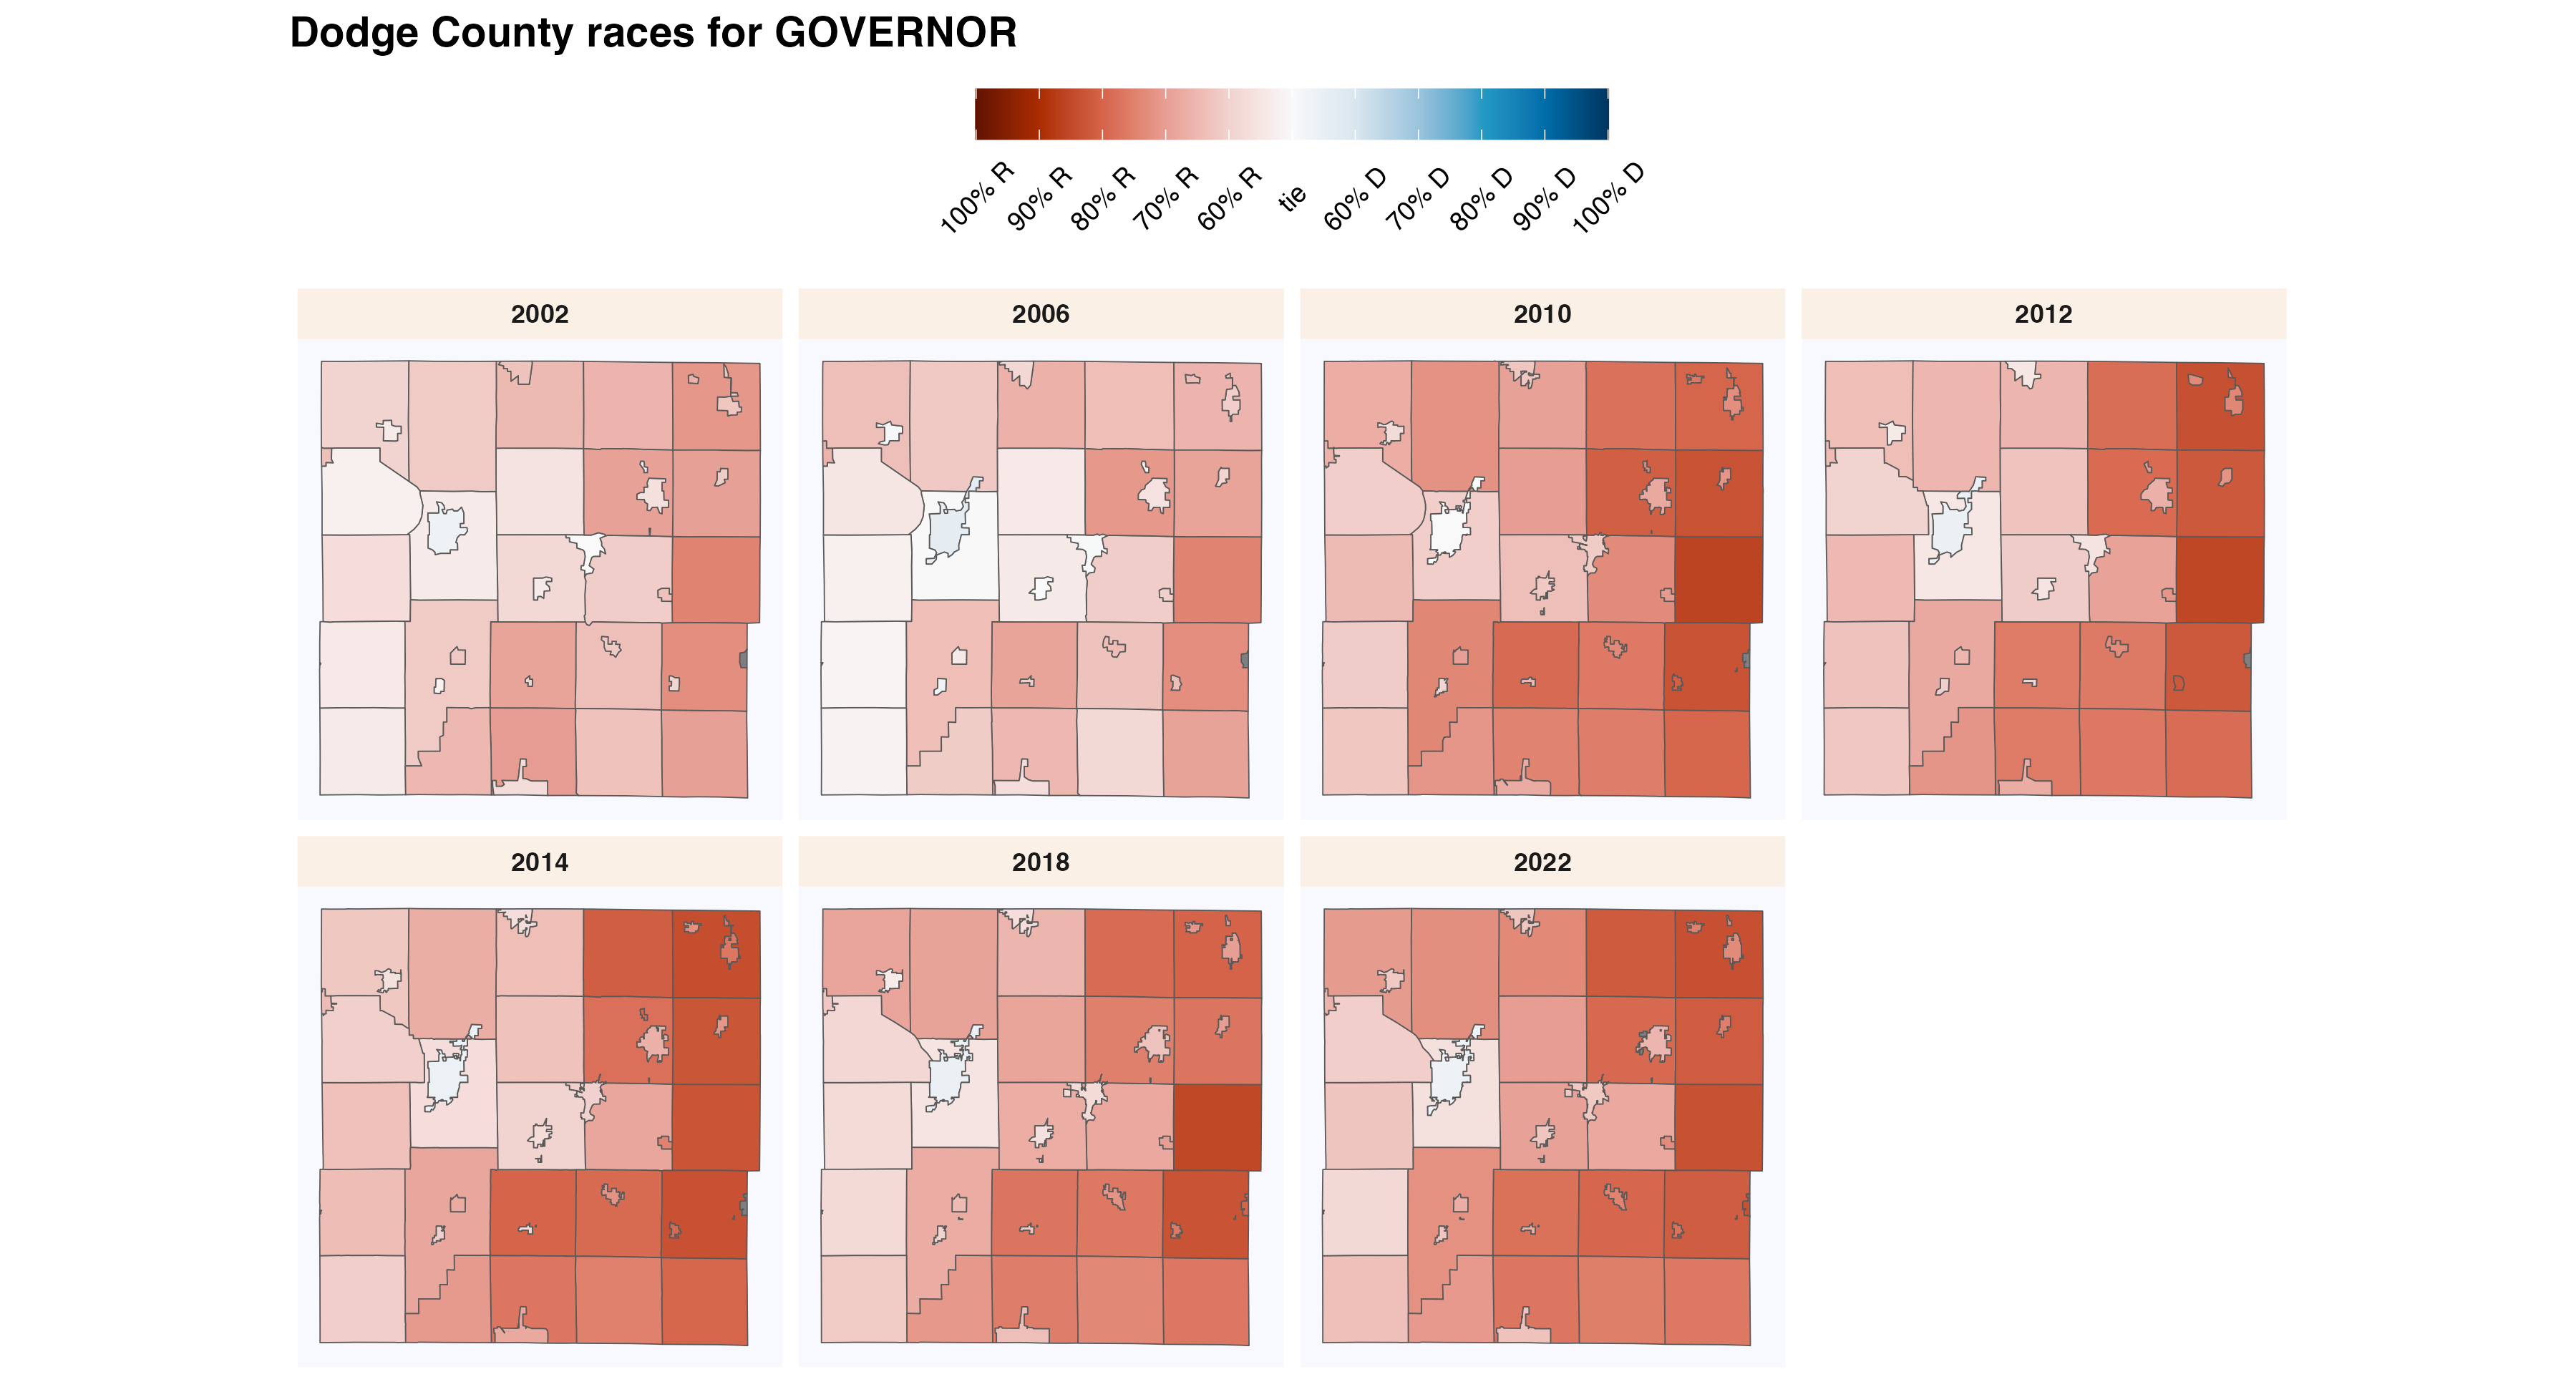 Dodge County races for GOVERNOR
100% R
90% R
80% R
70% R
60% R
tie
60% D
70% D
80% D
90% D
100% D
2002
2006
2010
2012
2014
2018
2022